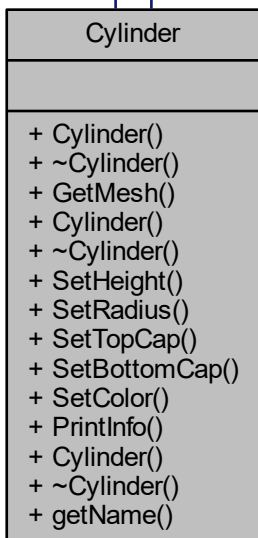 Cylinder
+ Cylinder()
+ ~Cylinder()
+ GetMesh()
+ Cylinder()
+ ~Cylinder()
+ SetHeight()
+ SetRadius()
+ SetTopCap()
+ SetBottomCap()
+ SetColor()
+ PrintInfo()
+ Cylinder()
+ ~Cylinder()
+ getName()